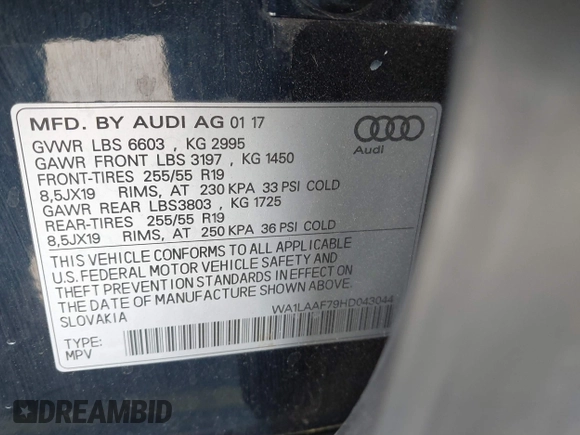 MFD. BY AUDI AG 01 17
GVWR LBS 6603 , KG 2995
GAWR FRONT LBS 3197 , KG 1450
FRONT-TIRES 255/55 R19
8,5JX19 RIMS, AT 230 KPA 33 PSI COLD
GAWR REAR LBS3803 , KG 1725
REAR-TIRES 255/55 R19
8,5JX19 RIMS, AT 250 KPA 36 PSI COLD
Audi
THIS VEHICLE CONFORMS TO ALL APPLICABLE
U.S. FEDERAL MOTOR VEHICLE SAFETY AND
THEFT PREVENTION STANDARDS IN EFFECT ON
THE DATE OF MANUFACTURE SHOWN ABOVE.
SLOVAKIA
WA1LAAF79HD043044
TYPE:
MPV
DREAMBID